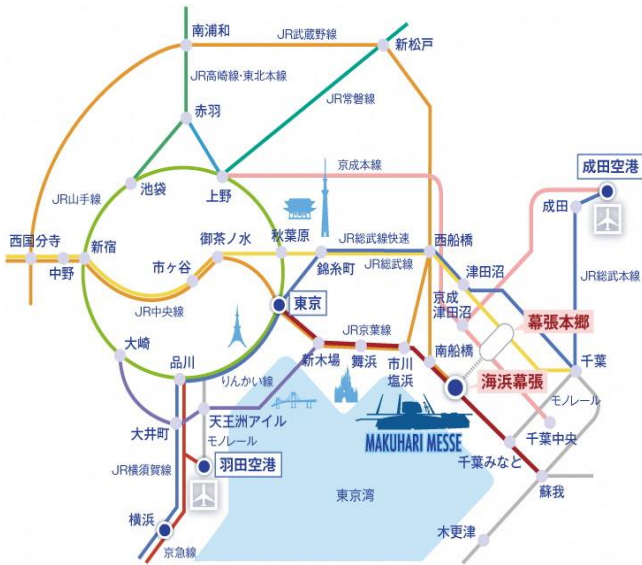 南浦和
JR武蔵野線
新松戸
JR高崎線・東北本線
JR常磐線
赤羽
京成本線
成田空港
池袋
上野
JR山手線
成田
西国分寺
新宿
御茶ノ水
秋葉原
JR総武線快速
西船橋
中野
市ヶ谷
錦糸町
JR総武線
津田沼
JR総武本線
京成
津田沼
JR中央線
東京
幕張本郷
JR京葉線
大崎
新木場
舞浜
市川
塩浜
南船橋
品川
りんかい線
海浜幕張
千葉
モノレール
天王洲アイル
MAKUHARI MESSE
大井町
モノレール
千葉中央
千葉みなと
JR横須賀線
羽田空港
蘇我
東京湾
横浜
木更津
京急線